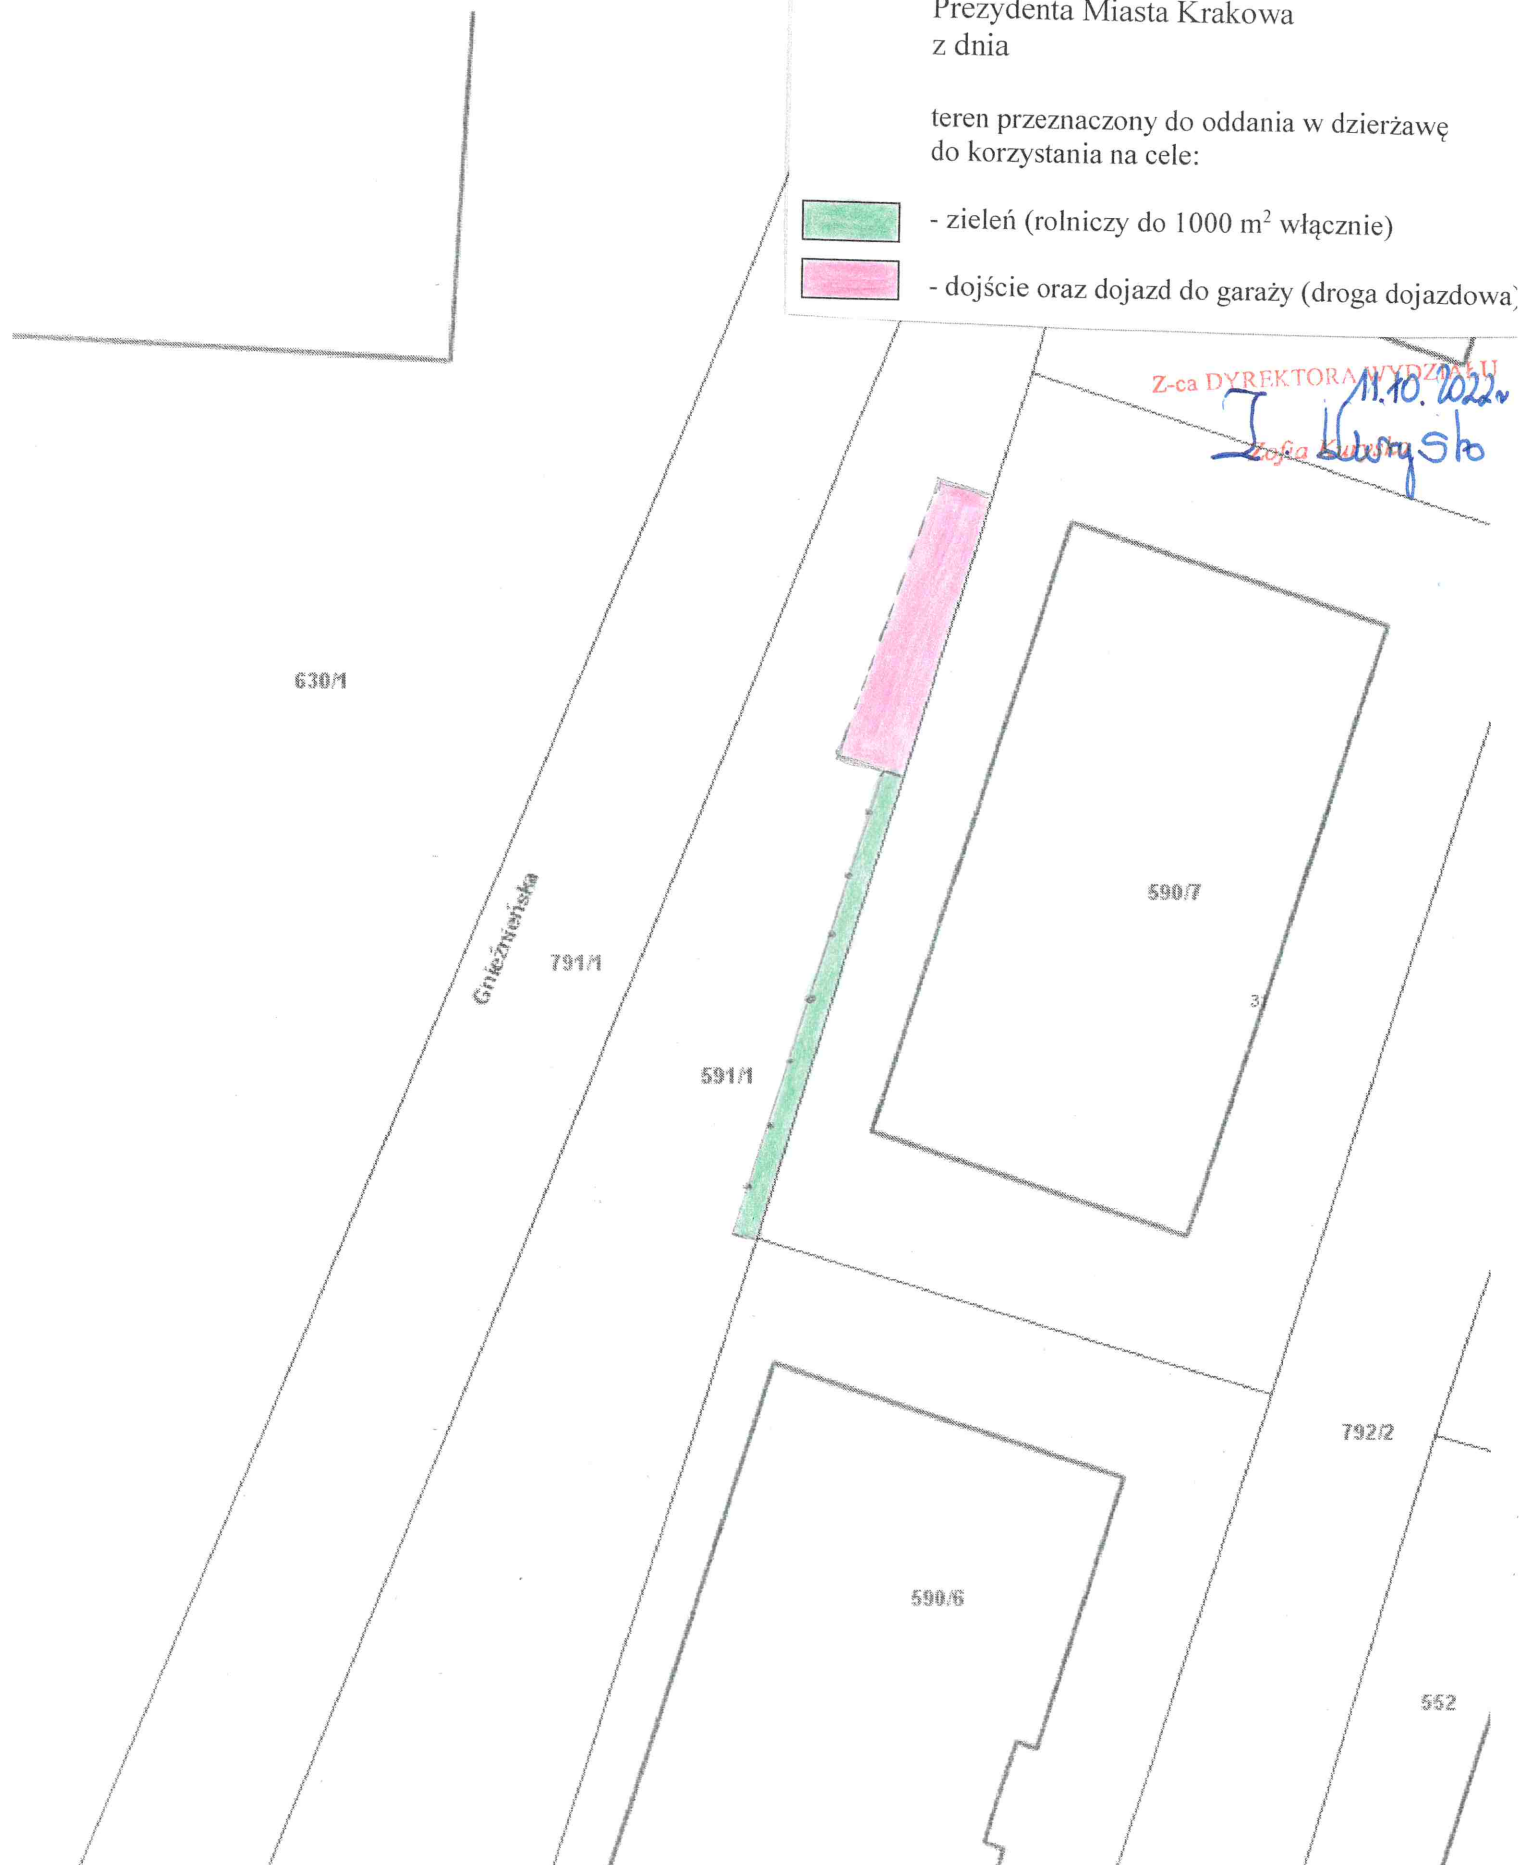 Prezydenta Miasta Krakowa
z dnia
teren przeznaczony do oddania w dzierżawę
do korzystania na cele:
- zieleń (rolniczy do 1000 m² włącznie)
- dojście oraz dojazd do garaży (droga dojazdowa)
Z-ca DYREKTORA WYDZIAŁU
11.10.2022r
Zofia
630/1
590/7
Gnieźnieńska
791/1
591/1
792/2
590/6
552